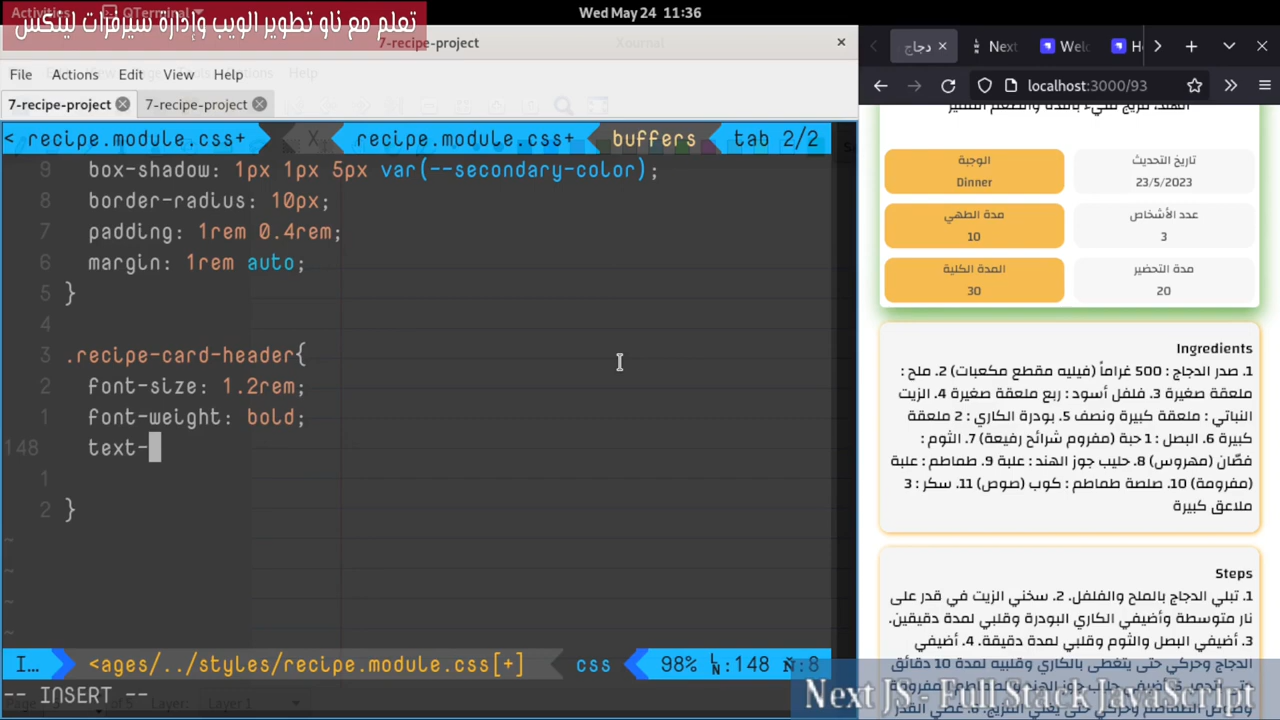 Activities
QTerminal
Wed May 24 11:36
تعلم مع ناو تطوير الويب وإدارة سيرفرات لينكس
7-recipe-project
Xournal
File Actions Edit View Help
7-recipe-project
7-recipe-project
< recipe.module.css+ X recipe.module.css+ buffers tab 2/2
9 box-shadow: 1px 1px 5px var(--secondary-color);
8 border-radius: 10px;
7 padding: 1rem 0.4rem;
6 margin: 1rem auto;
5 }
4
3 .recipe-card-header{
2 font-size: 1.2rem;
1 font-weight: bold;
148 text-
1
2 }
~
~
~
~
I... <ages/../styles/recipe.module.css[+] css 98% LN:148 N:8
-- INSERT --
Layer: Layer 1
دجاج
Next
Welc
localhost:3000/93
تاريخ التحديث
23/5/2023
الوجبة
Dinner
عدد الأشخاص
3
مدة الطهي
10
مدة التحضير
20
المدة الكلية
30
Ingredients
1. صدر الدجاج : 500 غراماً (فيليه مقطع مكعبات) 2. ملح :
ملعقة صغيرة 3. فلفل أسود : ربع ملعقة صغيرة 4. الزيت
النباتي : ملعقة كبيرة ونصف 5. بودرة الكاري : 2 ملعقة
كبيرة 6. البصل : 1 حبة (مفروم شرائح رفيعة) 7. الثوم :
فصّان (مهروس) 8. حليب جوز الهند : علبة 9. طماطم : علبة
(مفرومة) 10. صلصة طماطم : كوب (صوص) 11. سكر : 3
ملاعق كبيرة
Steps
1. تبلي الدجاج بالملح والفلفل. 2. سخني الزيت في قدر على
نار متوسطة وأضيفي الكاري البودرة وقلبي لمدة دقيقين.
3. أضيفي البصل والثوم وقلبي لمدة دقيقة. 4. أضيفي
الدجاج وحركي حتى يتغطى بالكاري وقلبيه لمدة 10 دقائق
Next JS - Full Stack JavaScript